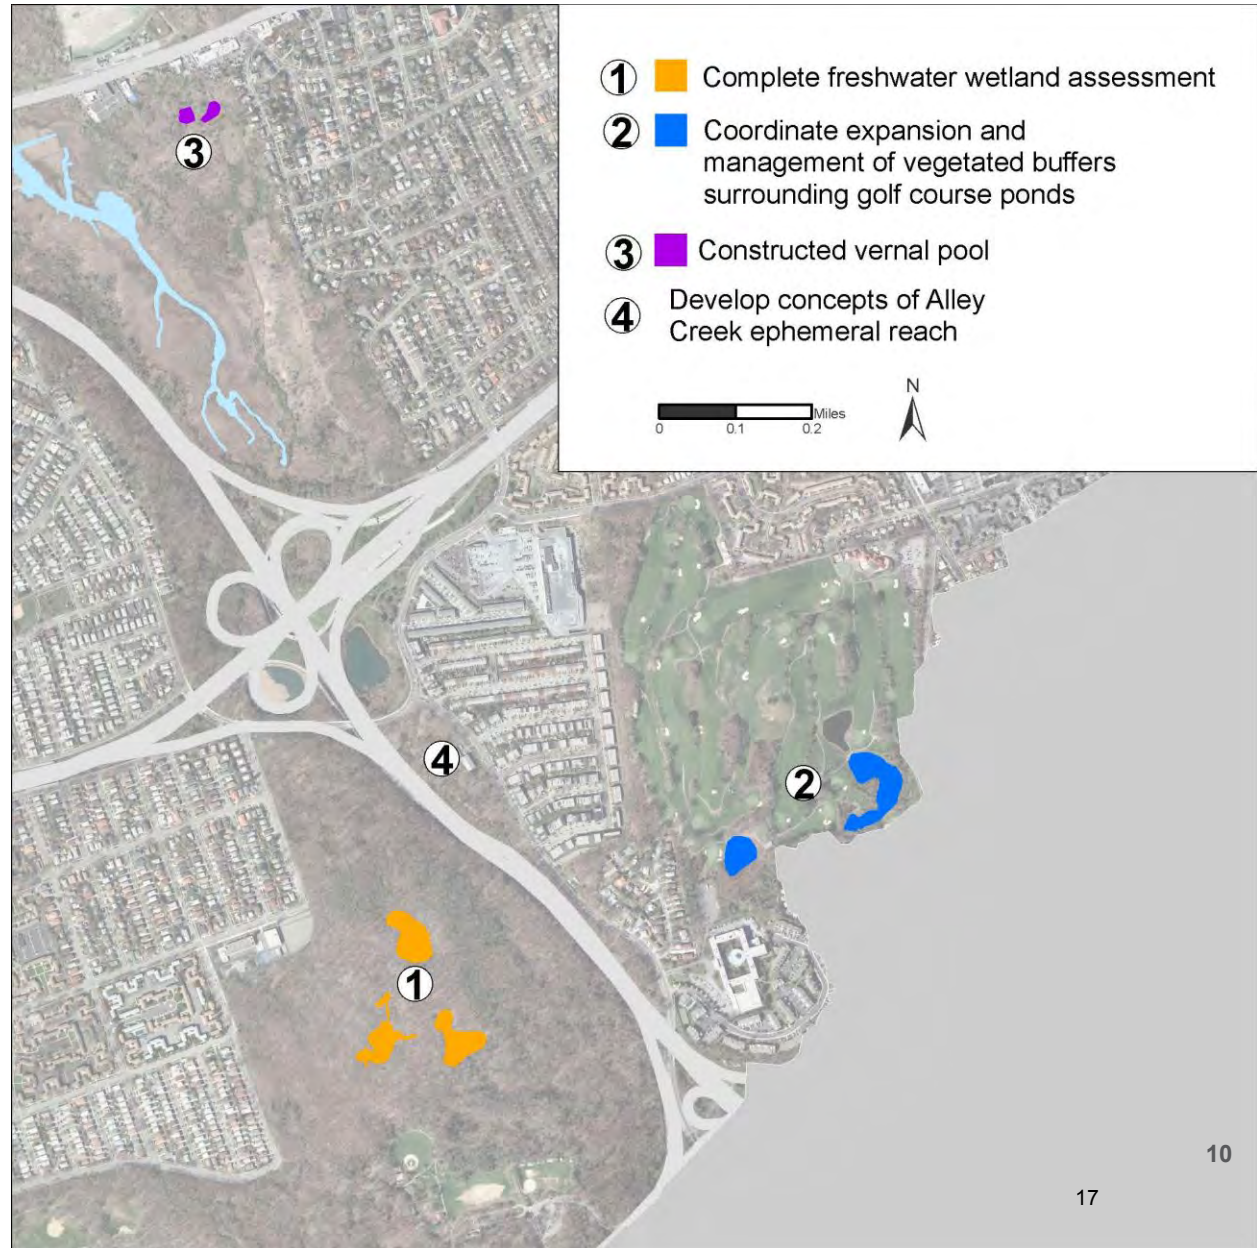 1 Complete freshwater wetland assessment
2 Coordinate expansion and
management of vegetated buffers
surrounding golf course ponds
3 Constructed vernal pool
4 Develop concepts of Alley
Creek ephemeral reach
N
Miles
0 0.1 0.2
3
4
2
1
10
17